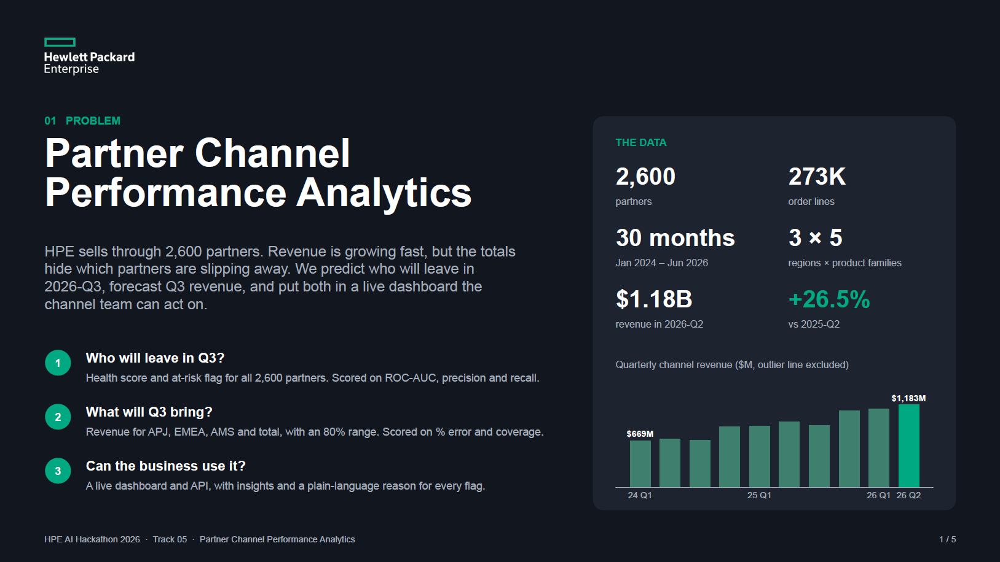 Hewlett Packard
Enterprise
01 PROBLEM
Partner Channel
Performance Analytics
HPE sells through 2,600 partners. Revenue is growing fast, but the totals
hide which partners are slipping away. We predict who will leave in
2026-Q3, forecast Q3 revenue, and put both in a live dashboard the
channel team can act on.
1
Who will leave in Q3?
Health score and at-risk flag for all 2,600 partners. Scored on ROC-AUC, precision and recall.
2
What will Q3 bring?
Revenue for APJ, EMEA, AMS and total, with an 80% range. Scored on % error and coverage.
3
Can the business use it?
A live dashboard and API, with insights and a plain-language reason for every flag.
THE DATA
2,600 273K
partners order lines
30 months 3 × 5
Jan 2024 – Jun 2026 regions × product families
$1.18B +26.5%
revenue in 2026-Q2 vs 2025-Q2
Quarterly channel revenue ($M, outlier line excluded)
$1,183M
$669M
24 Q1 25 Q1 26 Q1 26 Q2
HPE AI Hackathon 2026 · Track 05 · Partner Channel Performance Analytics
1 / 5